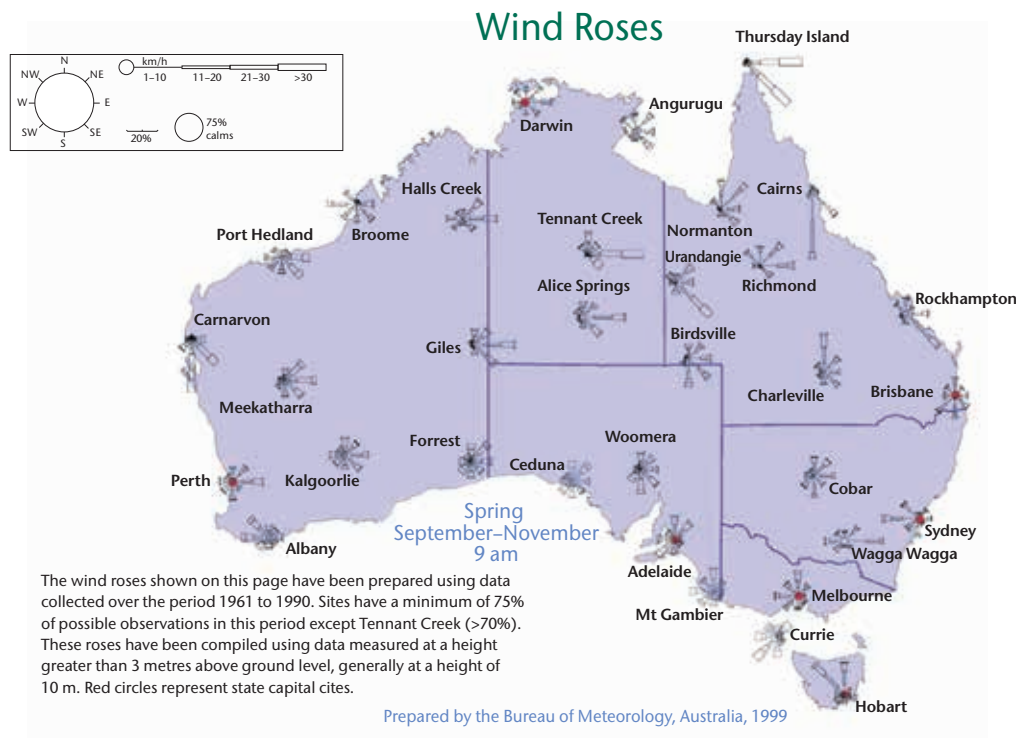 Wind Roses
N
NE
E
SE
S
SW
W
NW
km/h
1–10
11–20
21–30
>30
20%
75%
calms
Thursday Island
Darwin
Angurugu
Halls Creek
Cairns
Broome
Tennant Creek
Normanton
Port Hedland
Urandangie
Alice Springs
Richmond
Rockhampton
Carnarvon
Giles
Birdsville
Meekatharra
Charleville
Brisbane
Forrest
Woomera
Perth
Kalgoorlie
Ceduna
Cobar
Spring
September–November
9 am
Sydney
Albany
Wagga Wagga
Adelaide
Melbourne
Mt Gambier
Currie
Hobart
The wind roses shown on this page have been prepared using data
collected over the period 1961 to 1990. Sites have a minimum of 75%
of possible observations in this period except Tennant Creek (>70%).
These roses have been compiled using data measured at a height
greater than 3 metres above ground level, generally at a height of
10 m. Red circles represent state capital cites.
Prepared by the Bureau of Meteorology, Australia, 1999